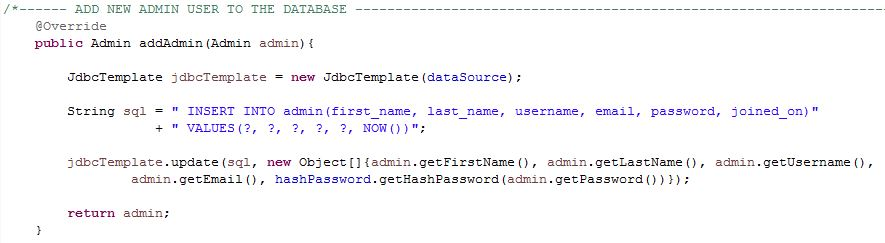 /*------ ADD NEW ADMIN USER TO THE DATABASE -----------------------------------------------------------------
@Override
public Admin addAdmin(Admin admin){
JdbcTemplate jdbcTemplate = new JdbcTemplate(dataSource);
String sql = " INSERT INTO admin(first_name, last_name, username, email, password, joined_on)"
+ " VALUES(?, ?, ?, ?, ?, NOW())";
jdbcTemplate.update(sql, new Object[]{admin.getFirstName(), admin.getLastName(), admin.getUsername(),
admin.getEmail(), hashPassword.getHashPassword(admin.getPassword())});
return admin;
}